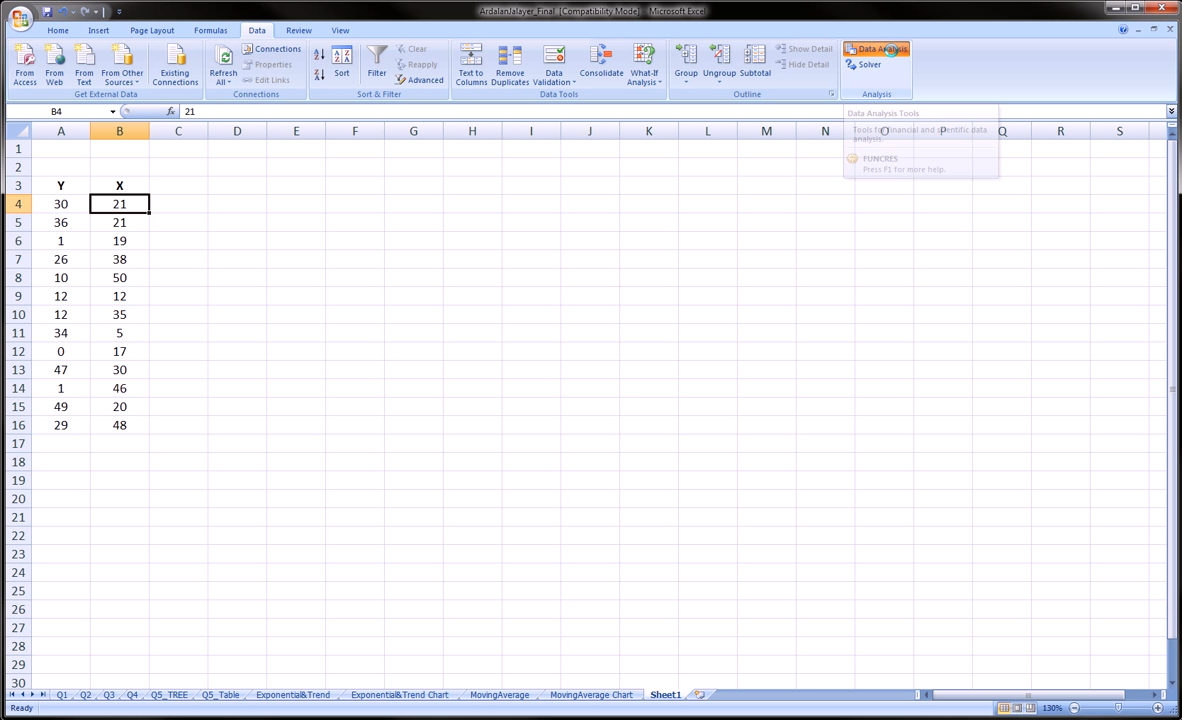 ArdalanJalayer_Final [Compatibility Mode] - Microsoft Excel
Home Insert Page Layout Formulas Data Review View
From Access
From Web
From Text
From Other Sources
Existing Connections
Get External Data
Refresh All
Connections
Properties
Edit Links
Connections
Sort
Filter
Clear
Reapply
Advanced
Sort & Filter
Text to Columns
Remove Duplicates
Data Validation
Consolidate
What-If Analysis
Data Tools
Group
Ungroup
Subtotal
Show Detail
Hide Detail
Outline
Data Analysis
Solver
Analysis
B4 fx 21
Data Analysis Tools
Tools for financial and scientific data analysis.
FUNCRES
Press F1 for more help.
A B C D E F G H I J K L M N O P Q R S
1
2
3 Y X
4 30 21
5 36 21
6 1 19
7 26 38
8 10 50
9 12 12
10 12 35
11 34 5
12 0 17
13 47 30
14 1 46
15 49 20
16 29 48
17
18
19
20
21
22
23
24
25
26
27
28
29
30
Q1 Q2 Q3 Q4 Q5_TREE Q5_Table Exponential&Trend Exponential&Trend Chart MovingAverage MovingAverage Chart Sheet1
Ready 130%